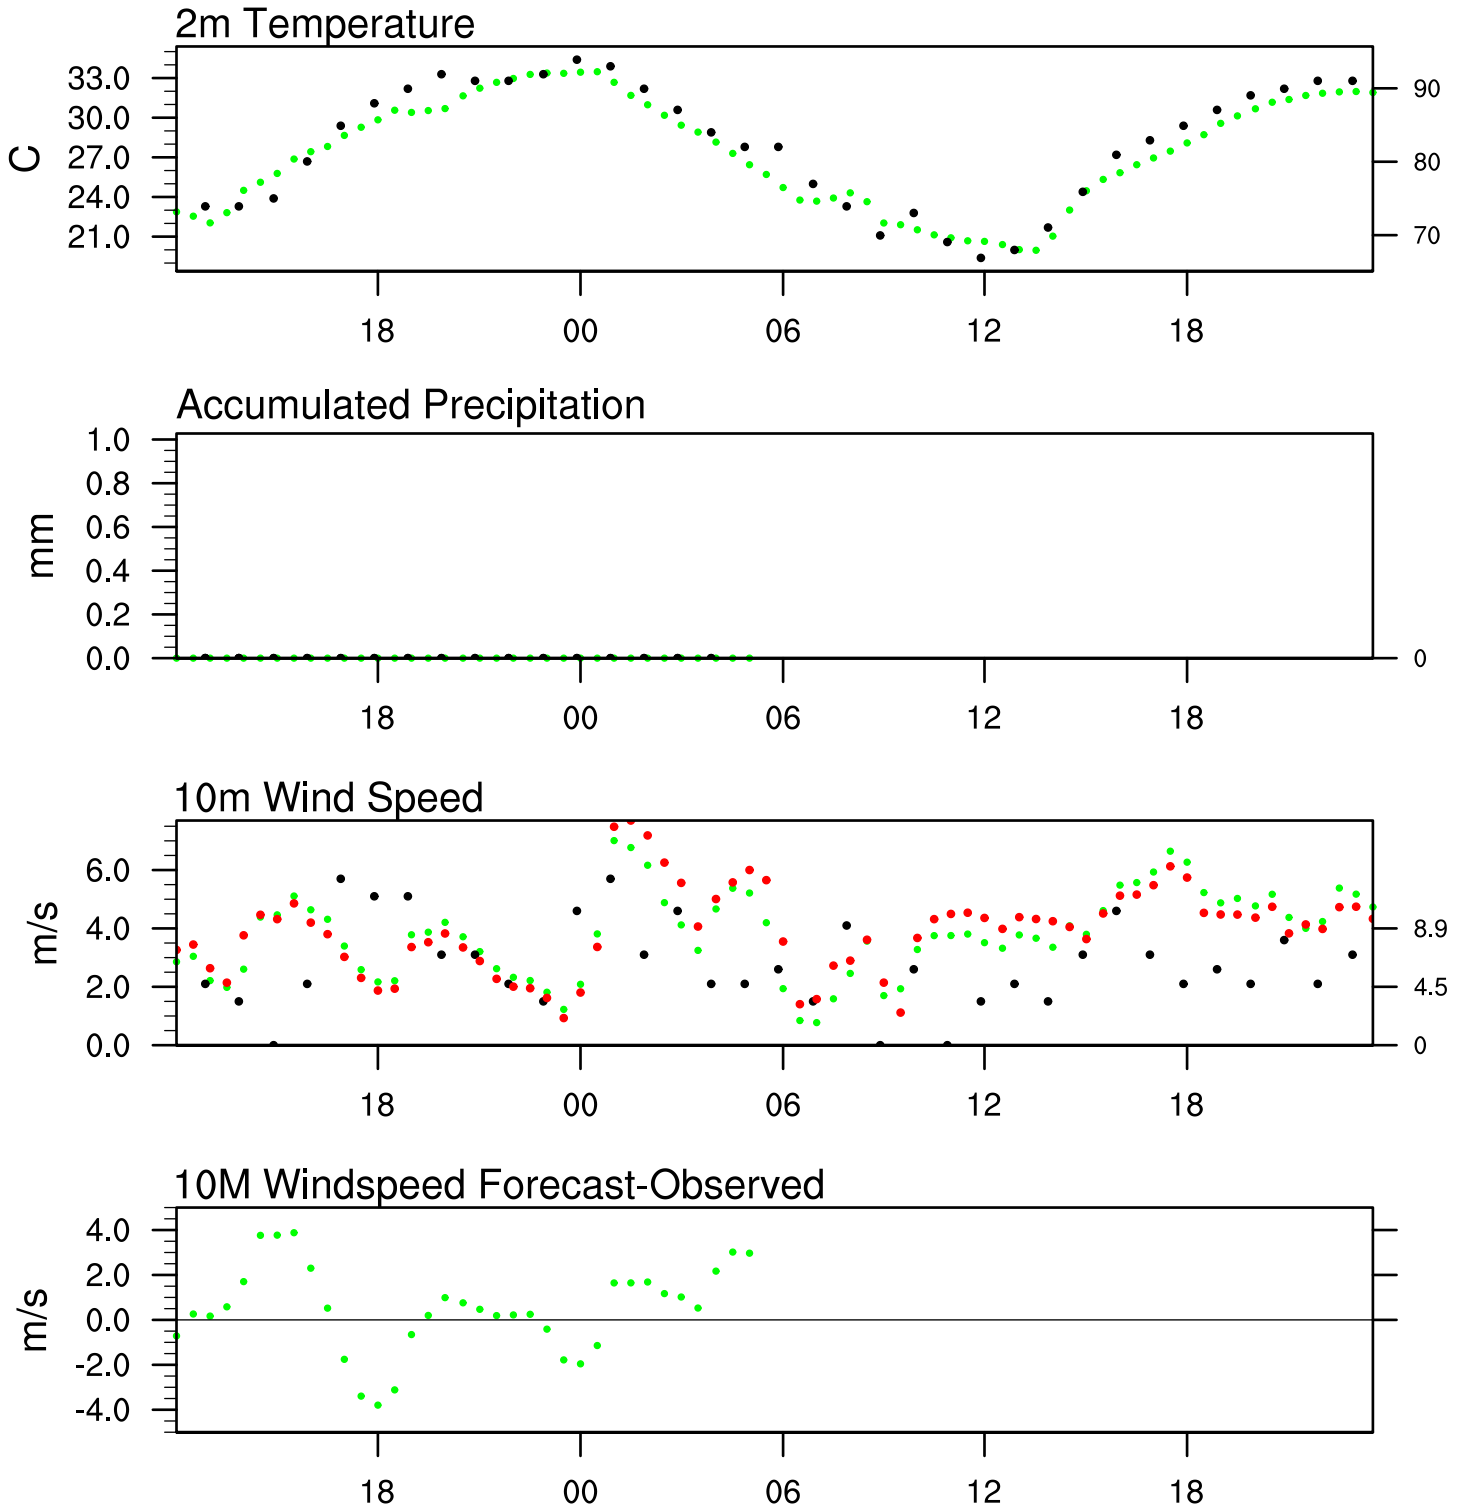 2m Temperature
33.0
30.0
27.0
24.0
21.0
C
90
80
70
18 00 06 12 18
Accumulated Precipitation
1.0
0.8
0.6
0.4
0.2
0.0
mm
0
18 00 06 12 18
10m Wind Speed
6.0
4.0
2.0
0.0
m/s
8.9
4.5
0
18 00 06 12 18
10M Windspeed Forecast-Observed
4.0
2.0
0.0
-2.0
-4.0
m/s
18 00 06 12 18